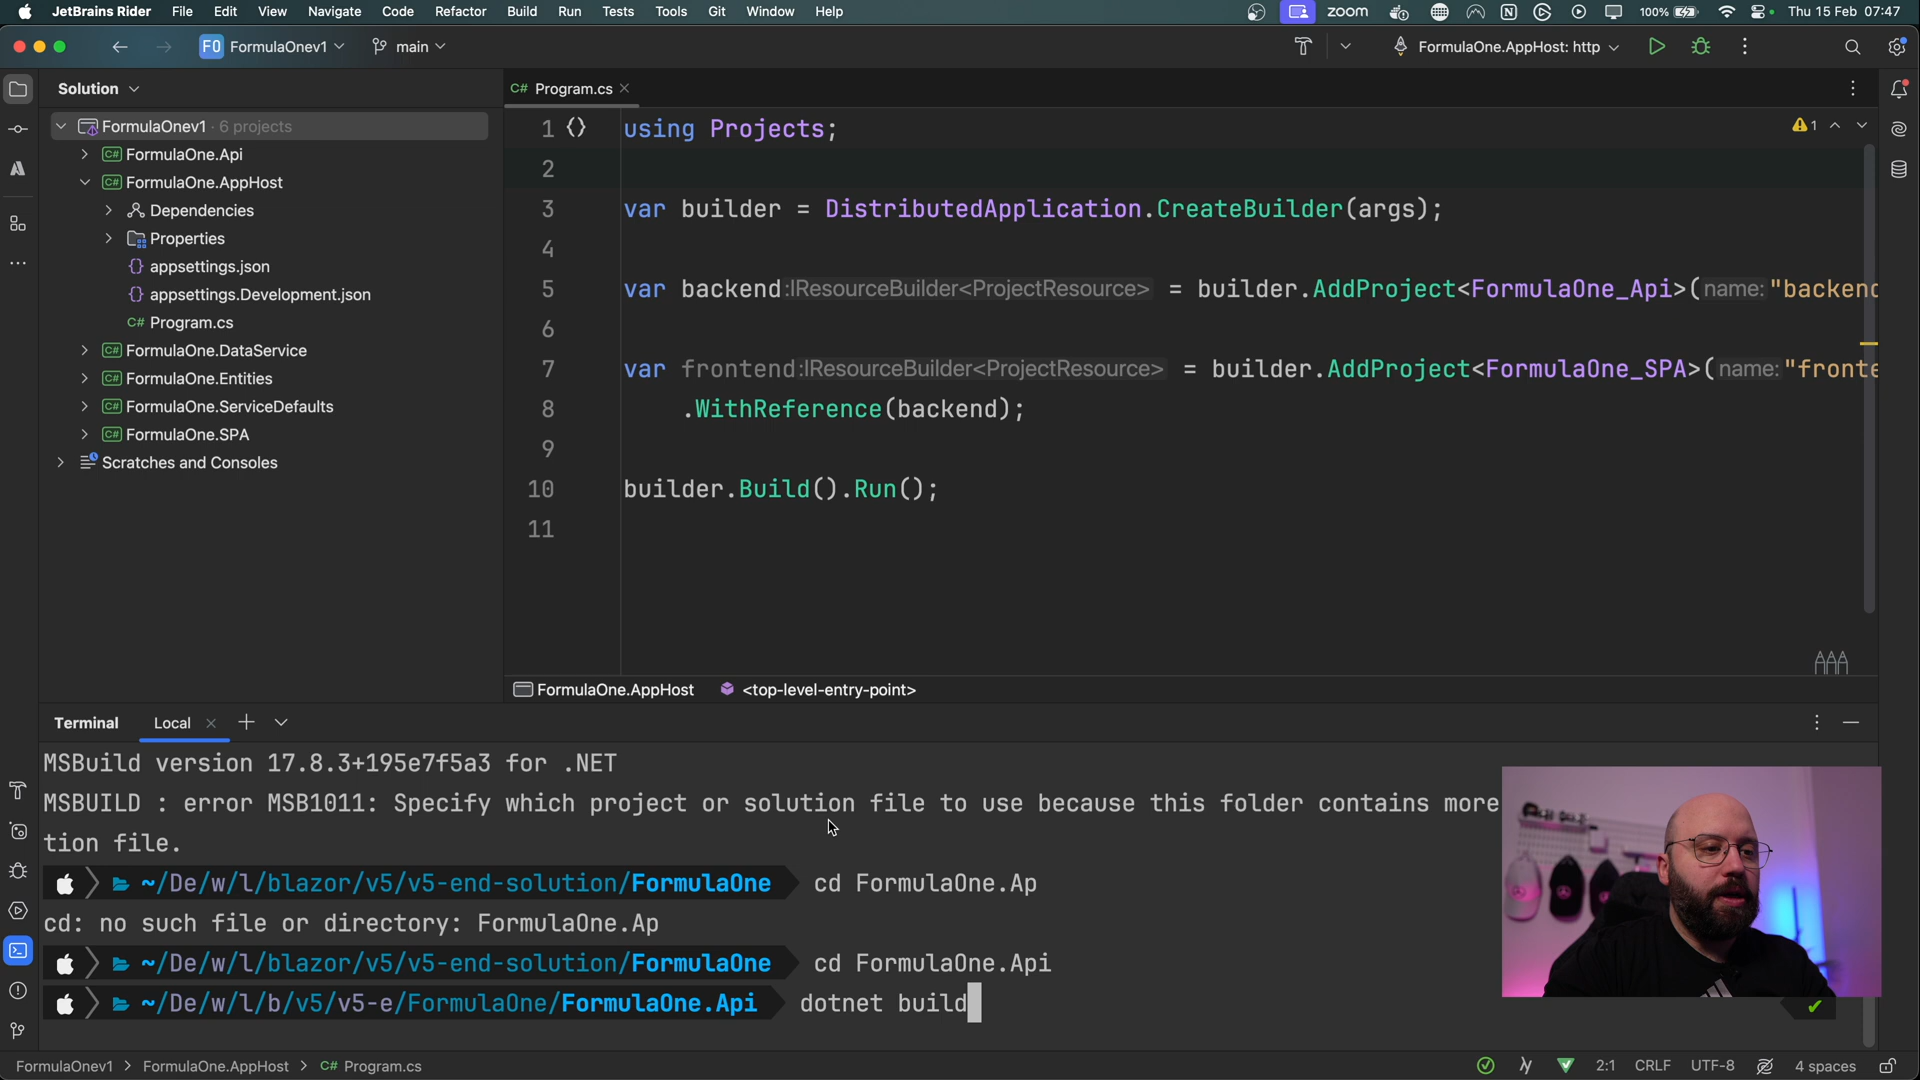 JetBrains Rider File Edit View Navigate Code Refactor Build Run Tests Tools Git Window Help zoom 100% Thu 15 Feb 07:47
FO FormulaOnev1 main FormulaOne.AppHost: http
Solution
FormulaOnev1 · 6 projects
FormulaOne.Api
FormulaOne.AppHost
Dependencies
Properties
appsettings.json
appsettings.Development.json
C# Program.cs
FormulaOne.DataService
FormulaOne.Entities
FormulaOne.ServiceDefaults
FormulaOne.SPA
Scratches and Consoles
C# Program.cs
1 using Projects;
1
2
3 var builder = DistributedApplication.CreateBuilder(args);
4
5 var backend :IResourceBuilder<ProjectResource> = builder.AddProject<FormulaOne_Api>( name: "backend
6
7 var frontend :IResourceBuilder<ProjectResource> = builder.AddProject<FormulaOne_SPA>( name: "fronte
8 .WithReference(backend);
9
10 builder.Build().Run();
11
FormulaOne.AppHost <top-level-entry-point>
Terminal Local
MSBuild version 17.8.3+195e7f5a3 for .NET
MSBUILD : error MSB1011: Specify which project or solution file to use because this folder contains more
tion file.
~/De/w/l/blazor/v5/v5-end-solution/FormulaOne cd FormulaOne.Ap
cd: no such file or directory: FormulaOne.Ap
~/De/w/l/blazor/v5/v5-end-solution/FormulaOne cd FormulaOne.Api
~/De/w/l/b/v5/v5-e/FormulaOne/FormulaOne.Api dotnet build
FormulaOnev1 > FormulaOne.AppHost > C# Program.cs 2:1 CRLF UTF-8 4 spaces